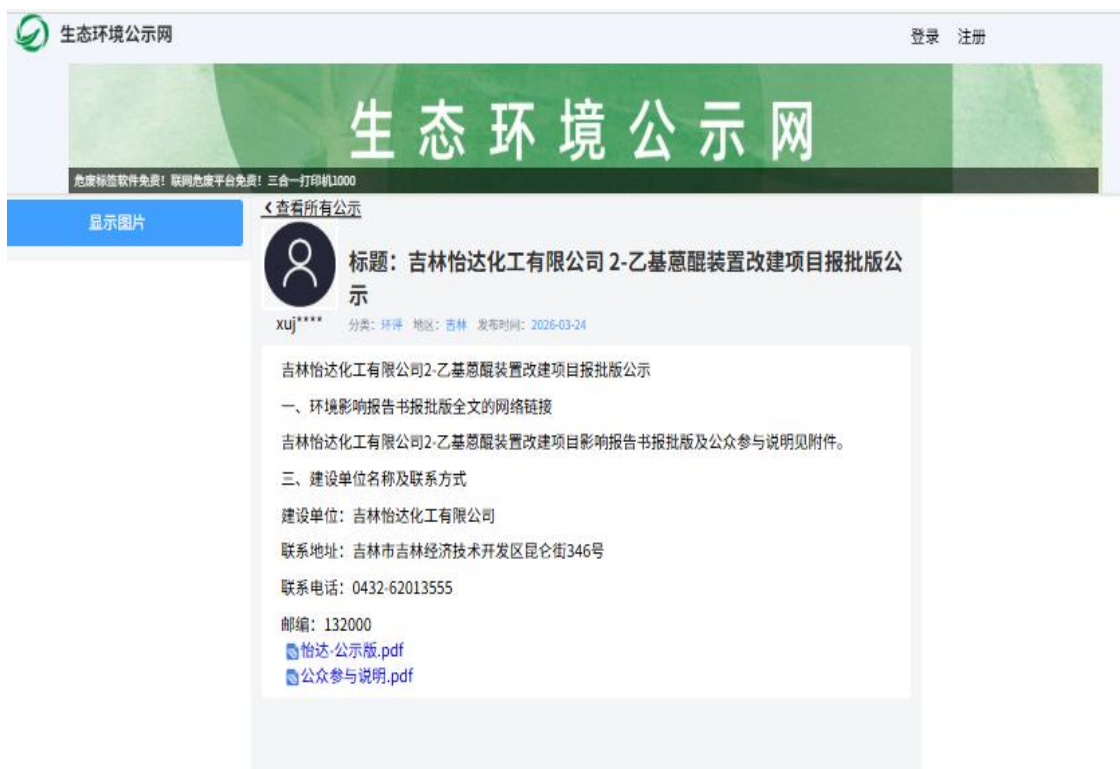 生态环境公示网
登录 注册
生态环境公示网
危废标签软件免费！联网危废平台免费！三合一打印机1000
显示图片
查看所有公示
标题：吉林怡达化工有限公司 2-乙基蒽醌装置改建项目报批版公
示
xuj****
分类：环评 地区：吉林 发布时间：2026-03-24
吉林怡达化工有限公司2-乙基蒽醌装置改建项目报批版公示
一、环境影响报告书报批版全文的网络链接
吉林怡达化工有限公司2-乙基蒽醌装置改建项目影响报告书报批版及公众参与说明见附件。
三、建设单位名称及联系方式
建设单位：吉林怡达化工有限公司
联系地址：吉林市吉林经济技术开发区昆仑街346号
联系电话：0432-62013555
邮编：132000
怡达-公示版.pdf
公众参与说明.pdf